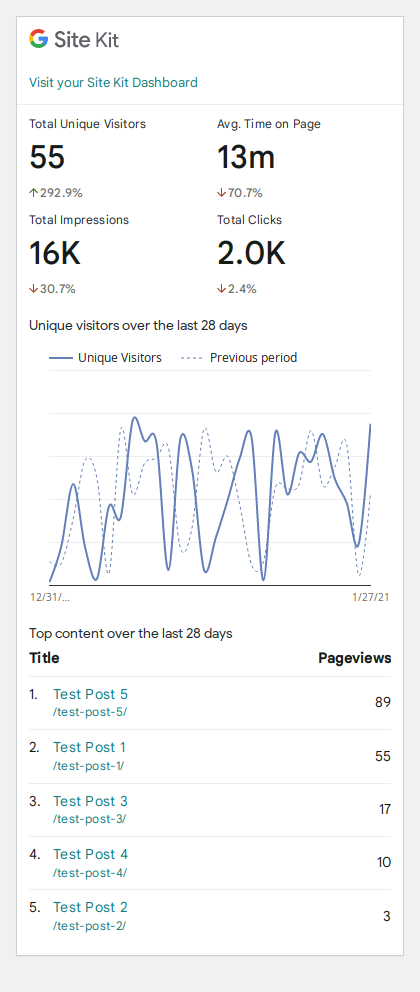 Site Kit
Visit your Site Kit Dashboard
Total Unique Visitors
55
↑292.9%
Avg. Time on Page
13m
↓70.7%
Total Impressions
16K
↓30.7%
Total Clicks
2.0K
↓2.4%
Unique visitors over the last 28 days
Unique Visitors
Previous period
12/31/...
1/27/21
Top content over the last 28 days
Title Pageviews
1. Test Post 5 89
/test-post-5/
2. Test Post 1 55
/test-post-1/
3. Test Post 3 17
/test-post-3/
4. Test Post 4 10
/test-post-4/
5. Test Post 2 3
/test-post-2/